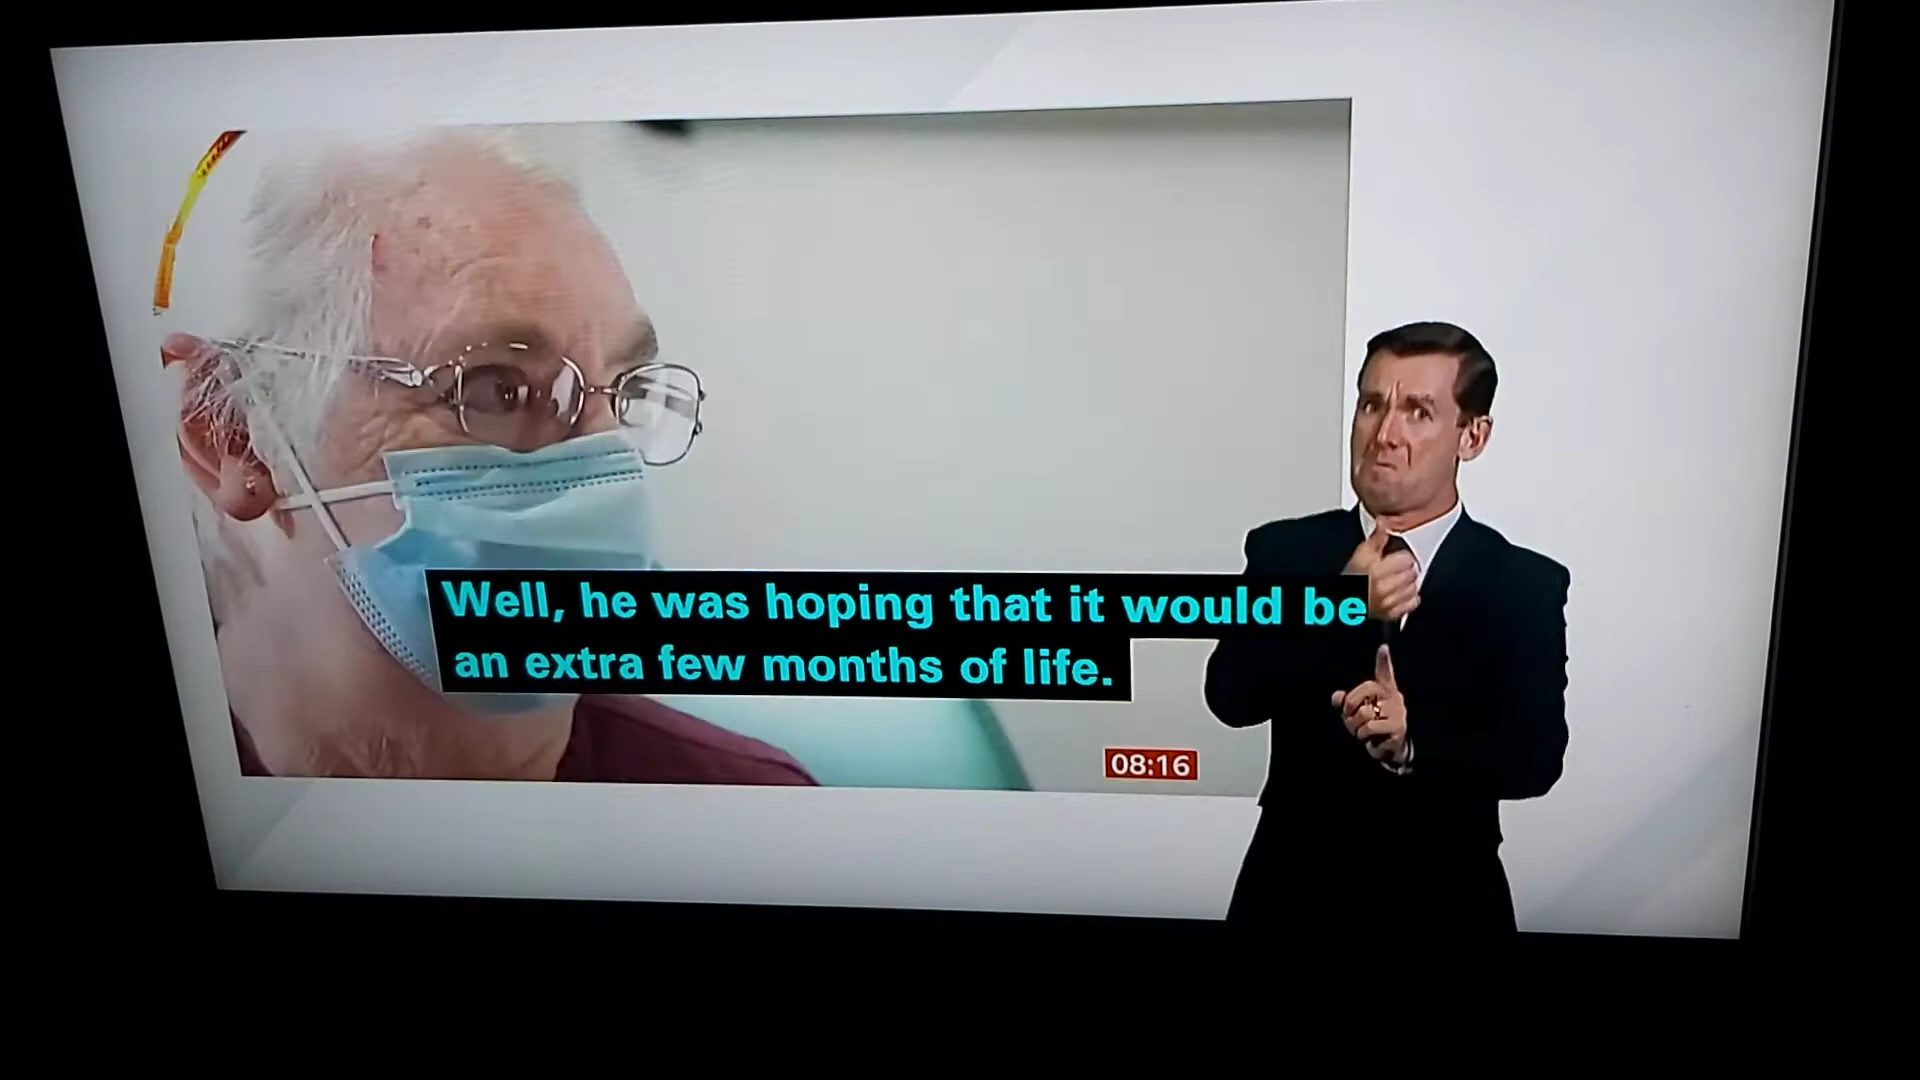 Well, he was hoping that it would be
an extra few months of life.
08:16